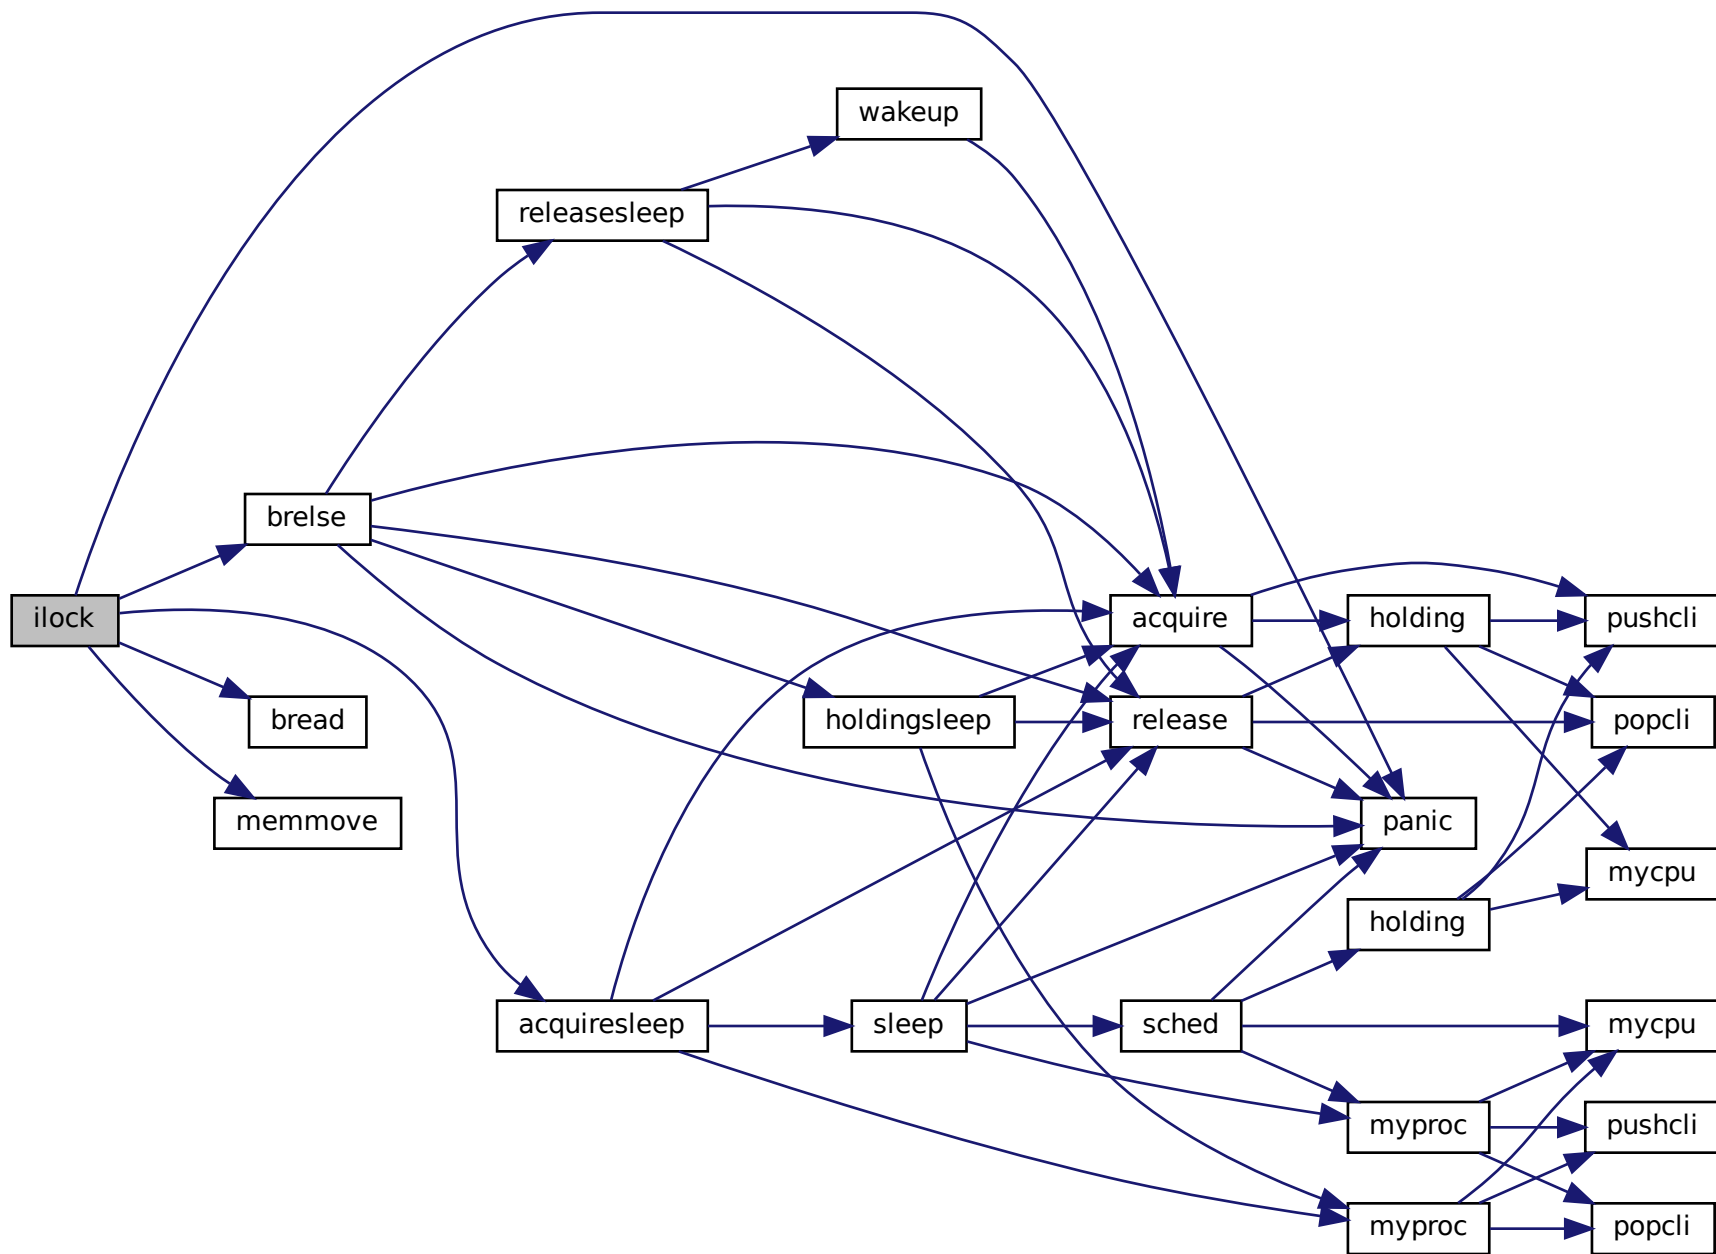 wakeup
releasesleep
brelse
ilock
acquire
holding
pushcli
bread
holdingsleep
release
popcli
memmove
panic
mycpu
holding
acquiresleep
sleep
sched
mycpu
myproc
pushcli
myproc
popcli